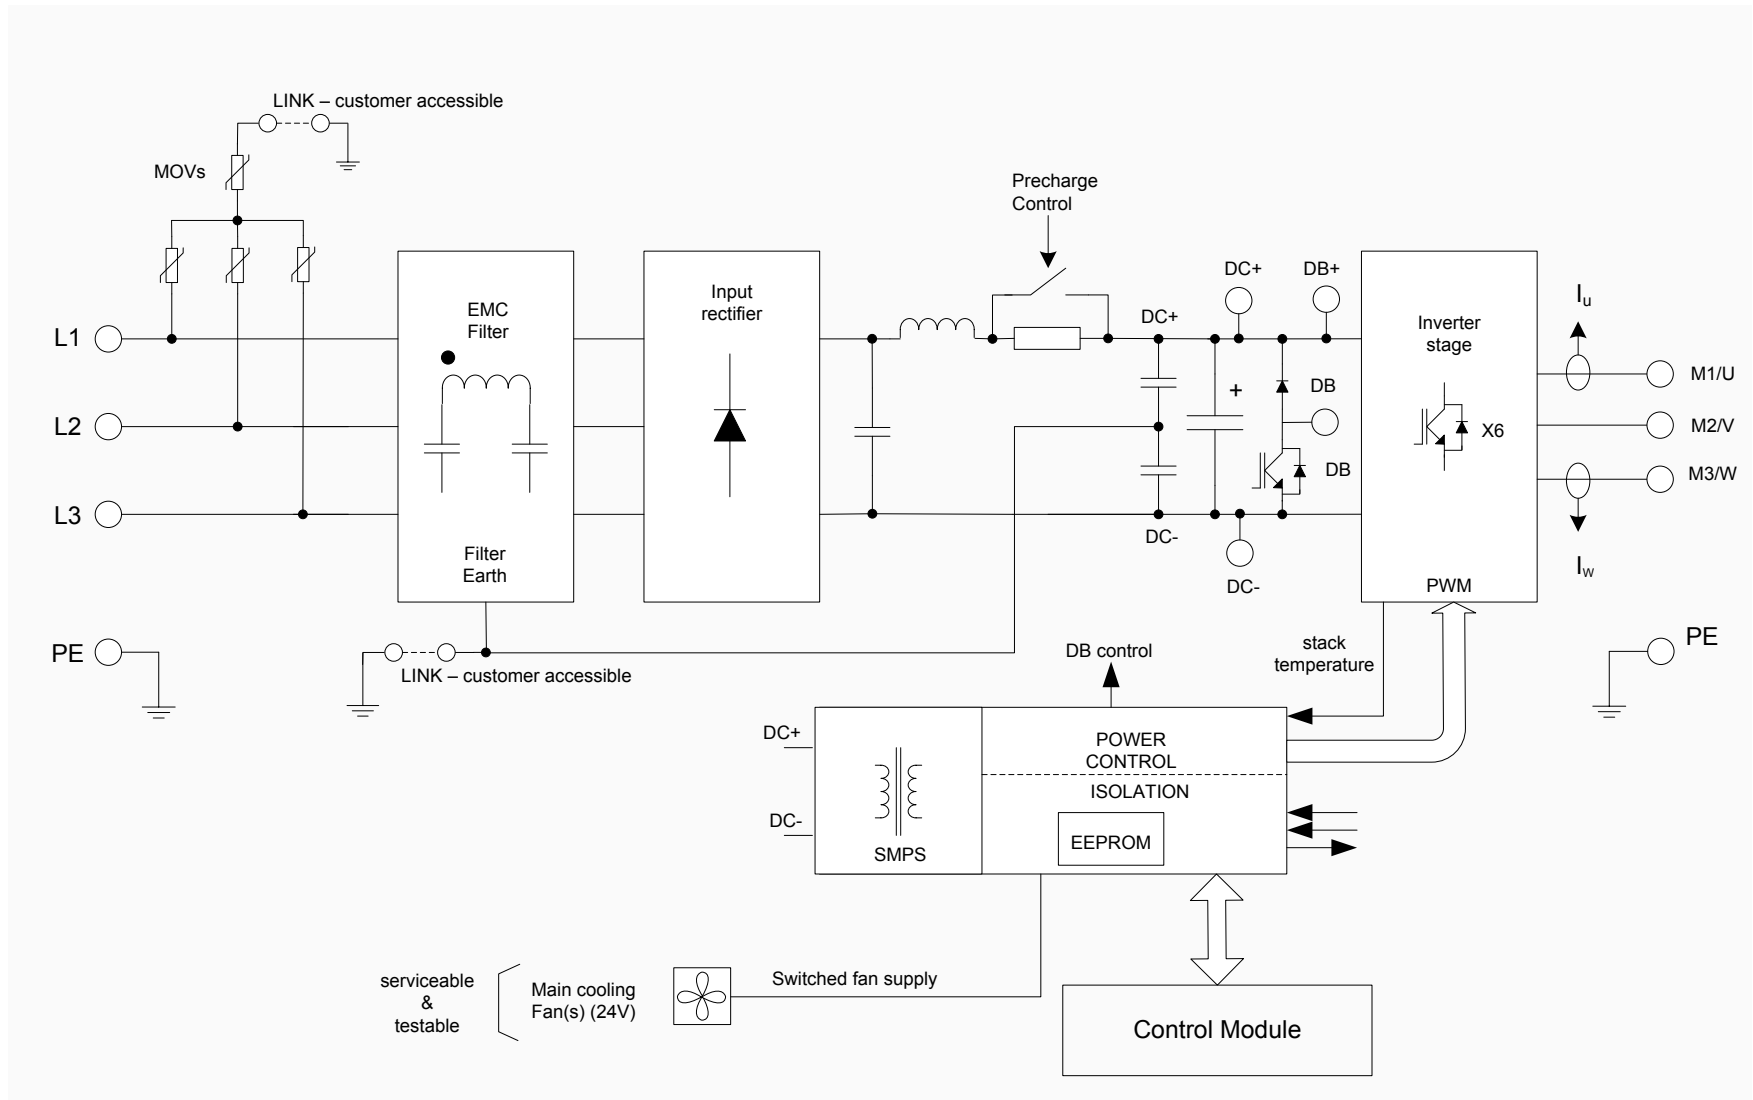 LINK – customer accessible
MOVs
Precharge
Control
DC+
DB+
Iu
EMC
Filter
Input
rectifier
DC+
Inverter
stage
L1
+
DB
M1/U
L2
X6
M2/V
DB
M3/W
L3
DC-
Filter
Earth
DC-
Iw
PWM
PE
LINK – customer accessible
DB control
stack
temperature
PE
DC+
POWER
CONTROL
ISOLATION
DC-
SMPS
EEPROM
serviceable
&
testable
Main cooling
Fan(s) (24V)
Switched fan supply
Control Module